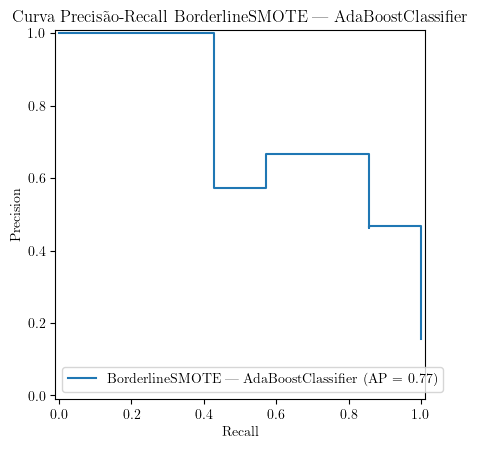 Curva Precisão-Recall BorderlineSMOTE — AdaBoostClassifier
1.0
0.8
0.6
0.4
0.2
0.0
Precision
BorderlineSMOTE — AdaBoostClassifier (AP = 0.77)
0.0 0.2 0.4 0.6 0.8 1.0
Recall